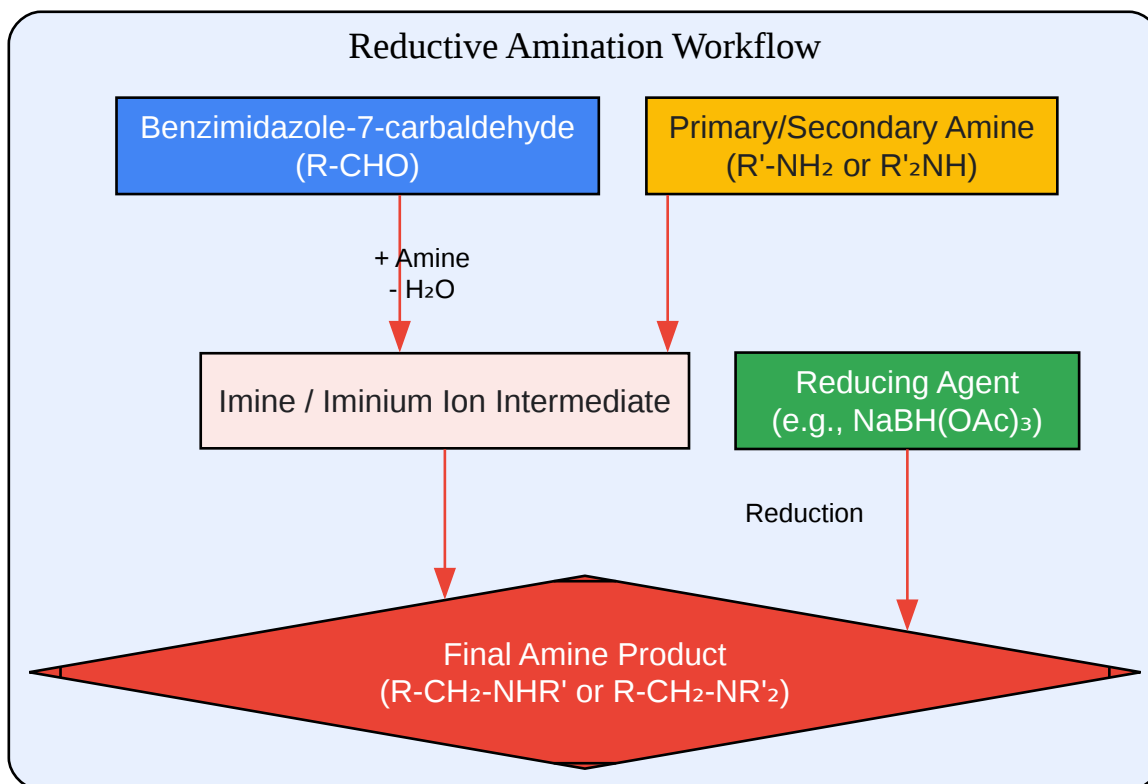 Reductive Amination Workflow
Benzimidazole-7-carbaldehyde
(R-CHO)
Primary/Secondary Amine
(R'-NH₂ or R'₂NH)
+ Amine
- H₂O
Imine / Iminium Ion Intermediate
Reducing Agent
(e.g., NaBH(OAc)₃)
Reduction
Final Amine Product
(R-CH₂-NHR' or R-CH₂-NR'₂)